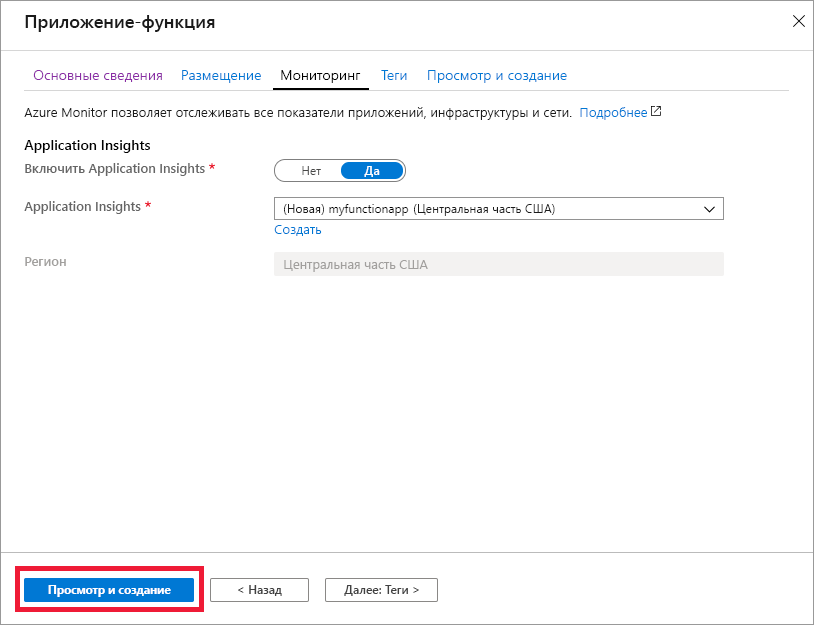 Приложение-функция
Основные сведения Размещение Мониторинг Теги Просмотр и создание
Azure Monitor позволяет отслеживать все показатели приложений, инфраструктуры и сети. Подробнее
Application Insights
Включить Application Insights * Нет Да
Application Insights * (Новая) myfunctionapp (Центральная часть США)
Создать
Регион Центральная часть США
Просмотр и создание < Назад Далее: Теги >